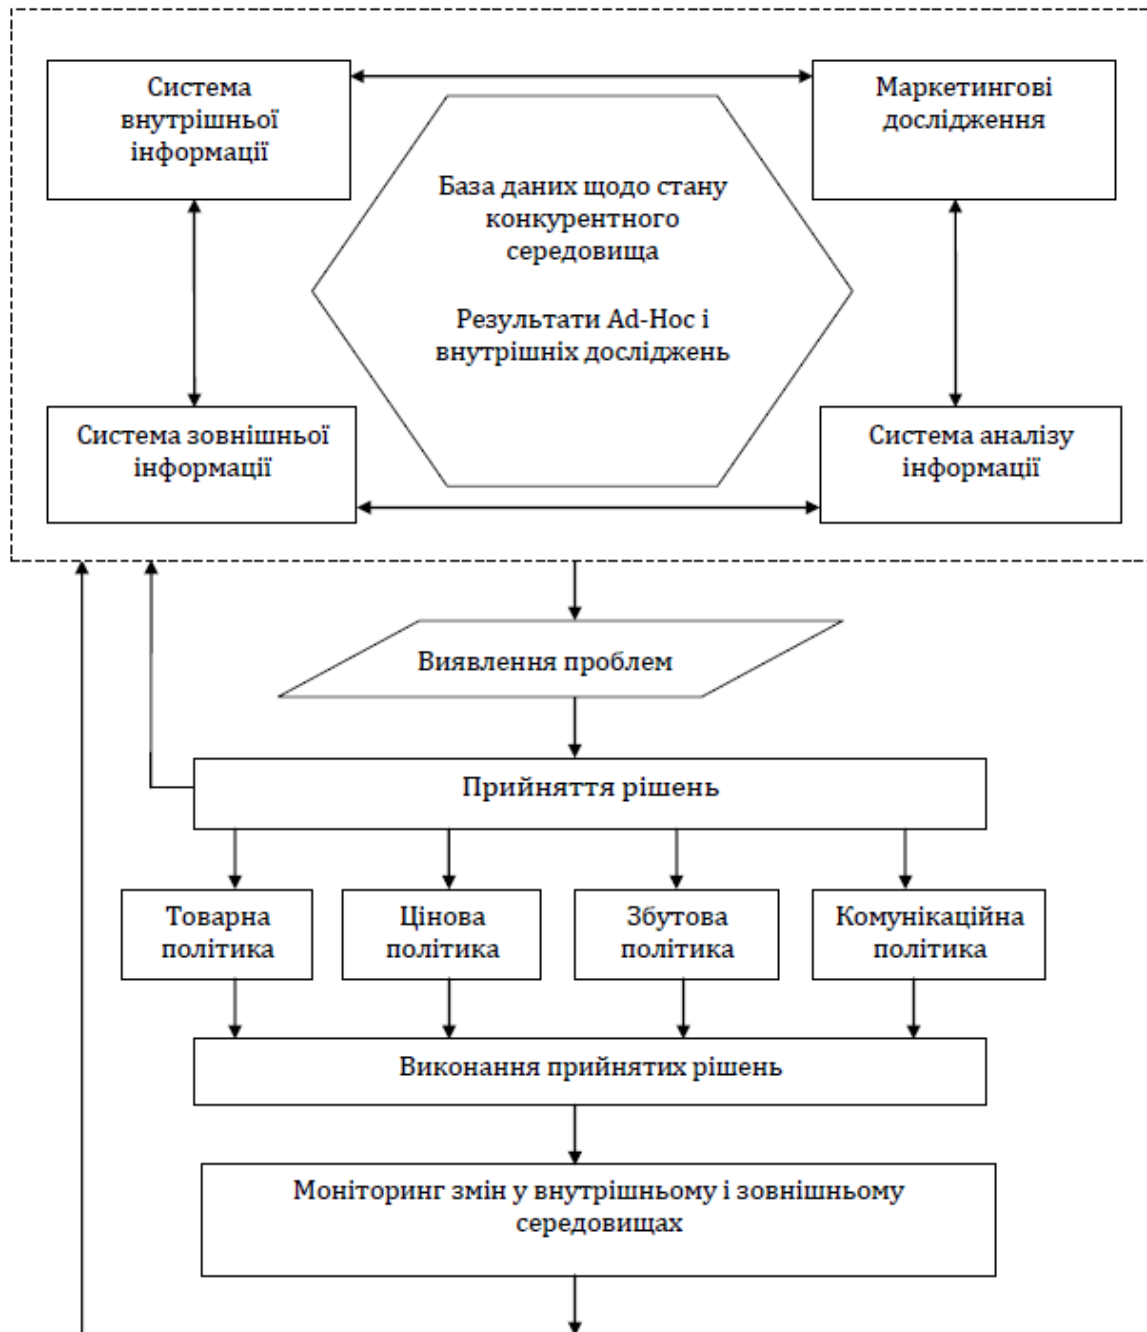 Система
внутрішньої
інформації
Маркетингові
дослідження
База даних щодо стану
конкурентного
середовища
Результати Ad-Hoc і
внутрішніх досліджень
Система зовнішньої
інформації
Система аналізу
інформації
Виявлення проблем
Прийняття рішень
Товарна
політика
Цінова
політика
Збутова
політика
Комунікаційна
політика
Виконання прийнятих рішень
Моніторинг змін у внутрішньому і зовнішньому
середовищах